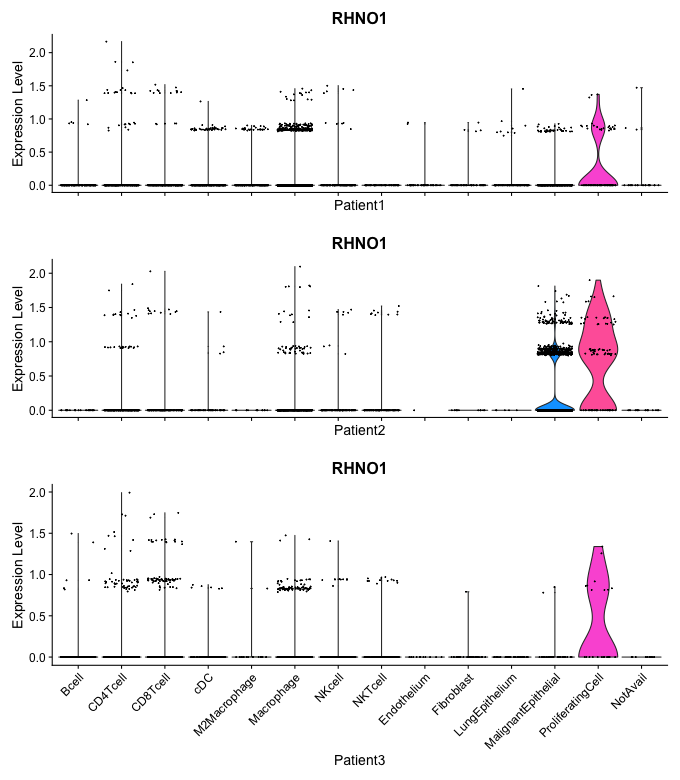 RHNO1
Expression Level
2.0
1.5
1.0
0.5
0.0
Patient1
RHNO1
Expression Level
2.0
1.5
1.0
0.5
0.0
Patient2
RHNO1
Expression Level
2.0
1.5
1.0
0.5
0.0
Bcell
CD4Tcell
CD8Tcell
cDC
M2Macrophage
Macrophage
NKcell
NKTcell
Endothelium
Fibroblast
LungEpithelium
MalignantEpithelial
ProliferatingCell
NotAvail
Patient3